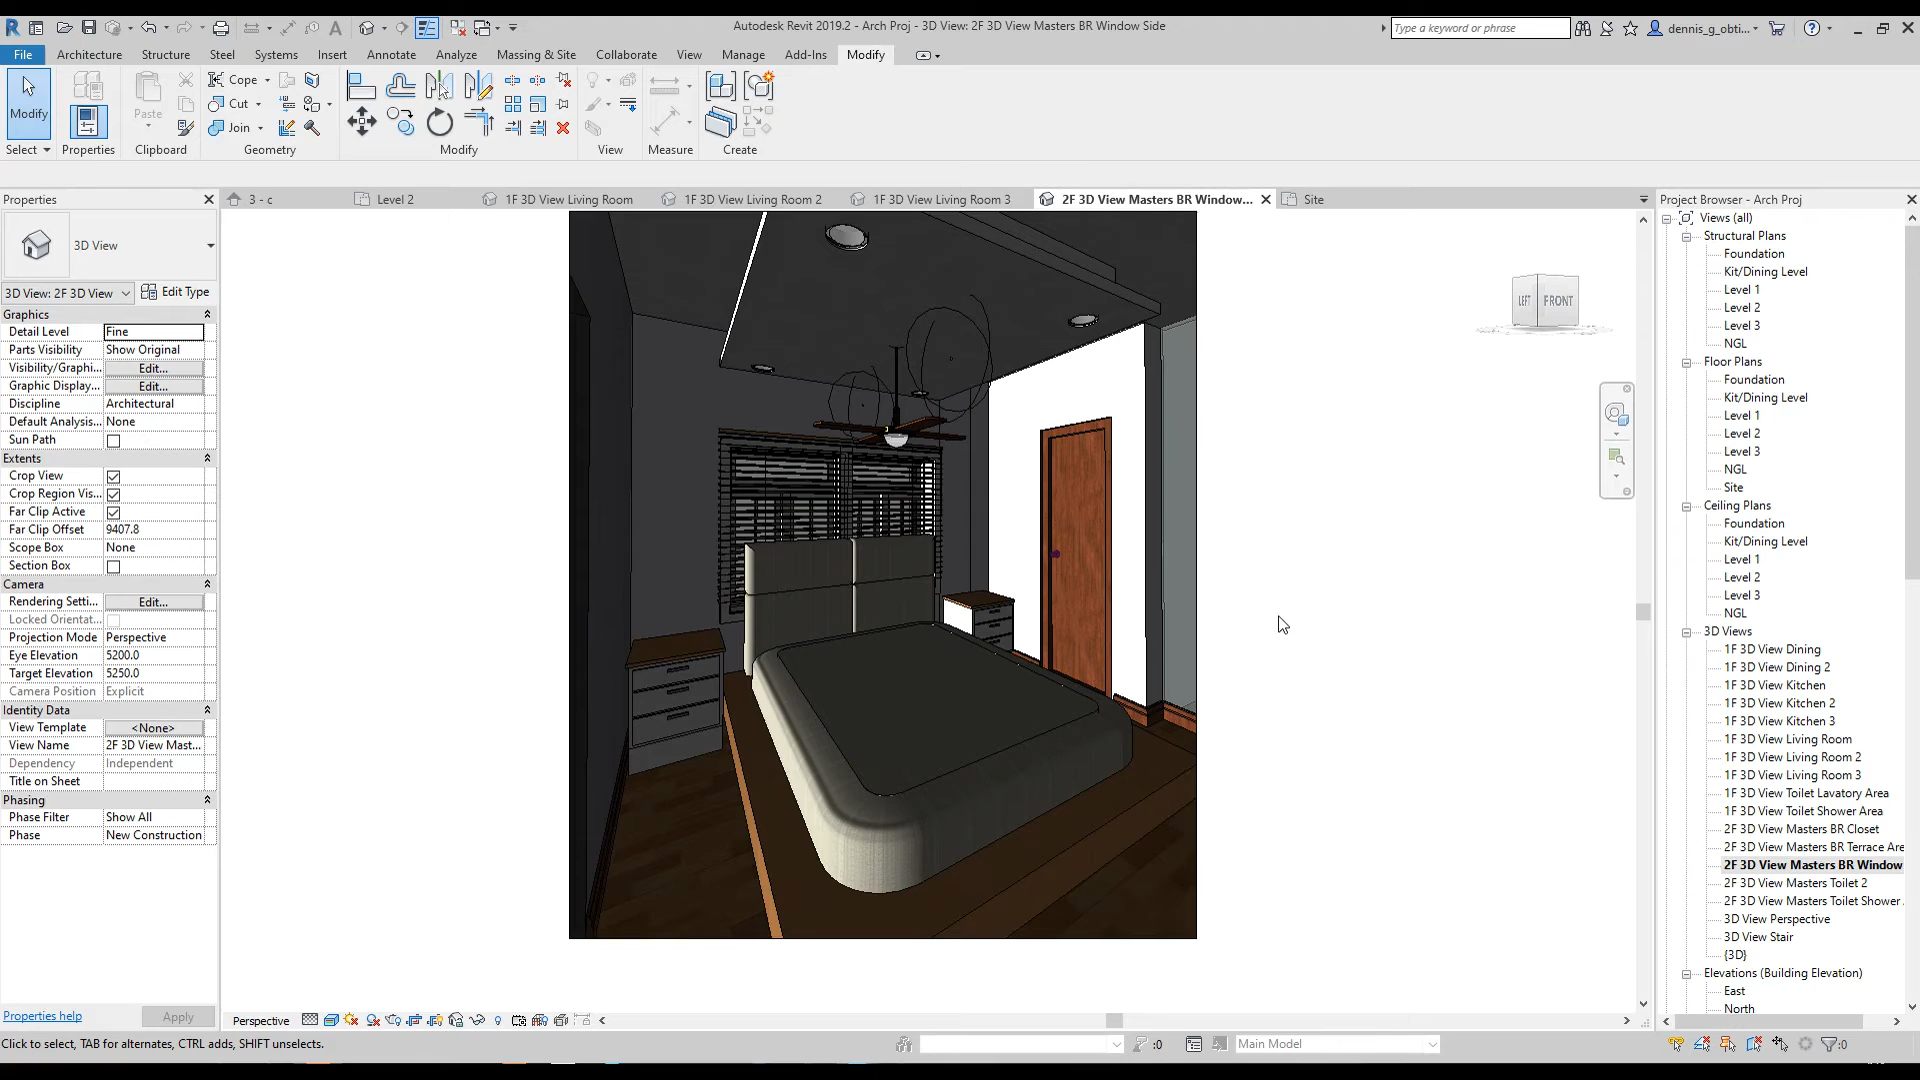 Autodesk Revit 2019.2 - Arch Proj - 3D View: 2F 3D View Masters BR Window Side
Type a keyword or phrase
dennis_g_obti...
File Architecture Structure Steel Systems Insert Annotate Analyze Massing & Site Collaborate View Manage Add-Ins Modify
Modify
Paste
Cope
Cut
Join
Select Properties Clipboard Geometry Modify View Measure Create
Properties
3 - c
Level 2
1F 3D View Living Room
1F 3D View Living Room 2
1F 3D View Living Room 3
2F 3D View Masters BR Window...
Site
Project Browser - Arch Proj
3D View
3D View: 2F 3D View
Edit Type
Graphics
Detail Level Fine
Parts Visibility Show Original
Visibility/Graphi... Edit...
Graphic Display... Edit...
Discipline Architectural
Default Analysis... None
Sun Path
Extents
Crop View
Crop Region Vis...
Far Clip Active
Far Clip Offset 9407.8
Scope Box None
Section Box
Camera
Rendering Setti... Edit...
Locked Orientat...
Projection Mode Perspective
Eye Elevation 5200.0
Target Elevation 5250.0
Camera Position Explicit
Identity Data
View Template <None>
View Name 2F 3D View Mast...
Dependency Independent
Title on Sheet
Phasing
Phase Filter Show All
Phase New Construction
Properties help
Apply
LEFT FRONT
Views (all)
Structural Plans
Foundation
Kit/Dining Level
Level 1
Level 2
Level 3
NGL
Floor Plans
Foundation
Kit/Dining Level
Level 1
Level 2
Level 3
NGL
Site
Ceiling Plans
Foundation
Kit/Dining Level
Level 1
Level 2
Level 3
NGL
3D Views
1F 3D View Dining
1F 3D View Dining 2
1F 3D View Kitchen
1F 3D View Kitchen 2
1F 3D View Kitchen 3
1F 3D View Living Room
1F 3D View Living Room 2
1F 3D View Living Room 3
1F 3D View Toilet Lavatory Area
1F 3D View Toilet Shower Area
2F 3D View Masters BR Closet
2F 3D View Masters BR Terrace Are
2F 3D View Masters BR Window
2F 3D View Masters Toilet 2
2F 3D View Masters Toilet Shower
3D View Perspective
3D View Stair
{3D}
Elevations (Building Elevation)
East
North
Perspective
Click to select, TAB for alternates, CTRL adds, SHIFT unselects.
:0
Main Model
:0